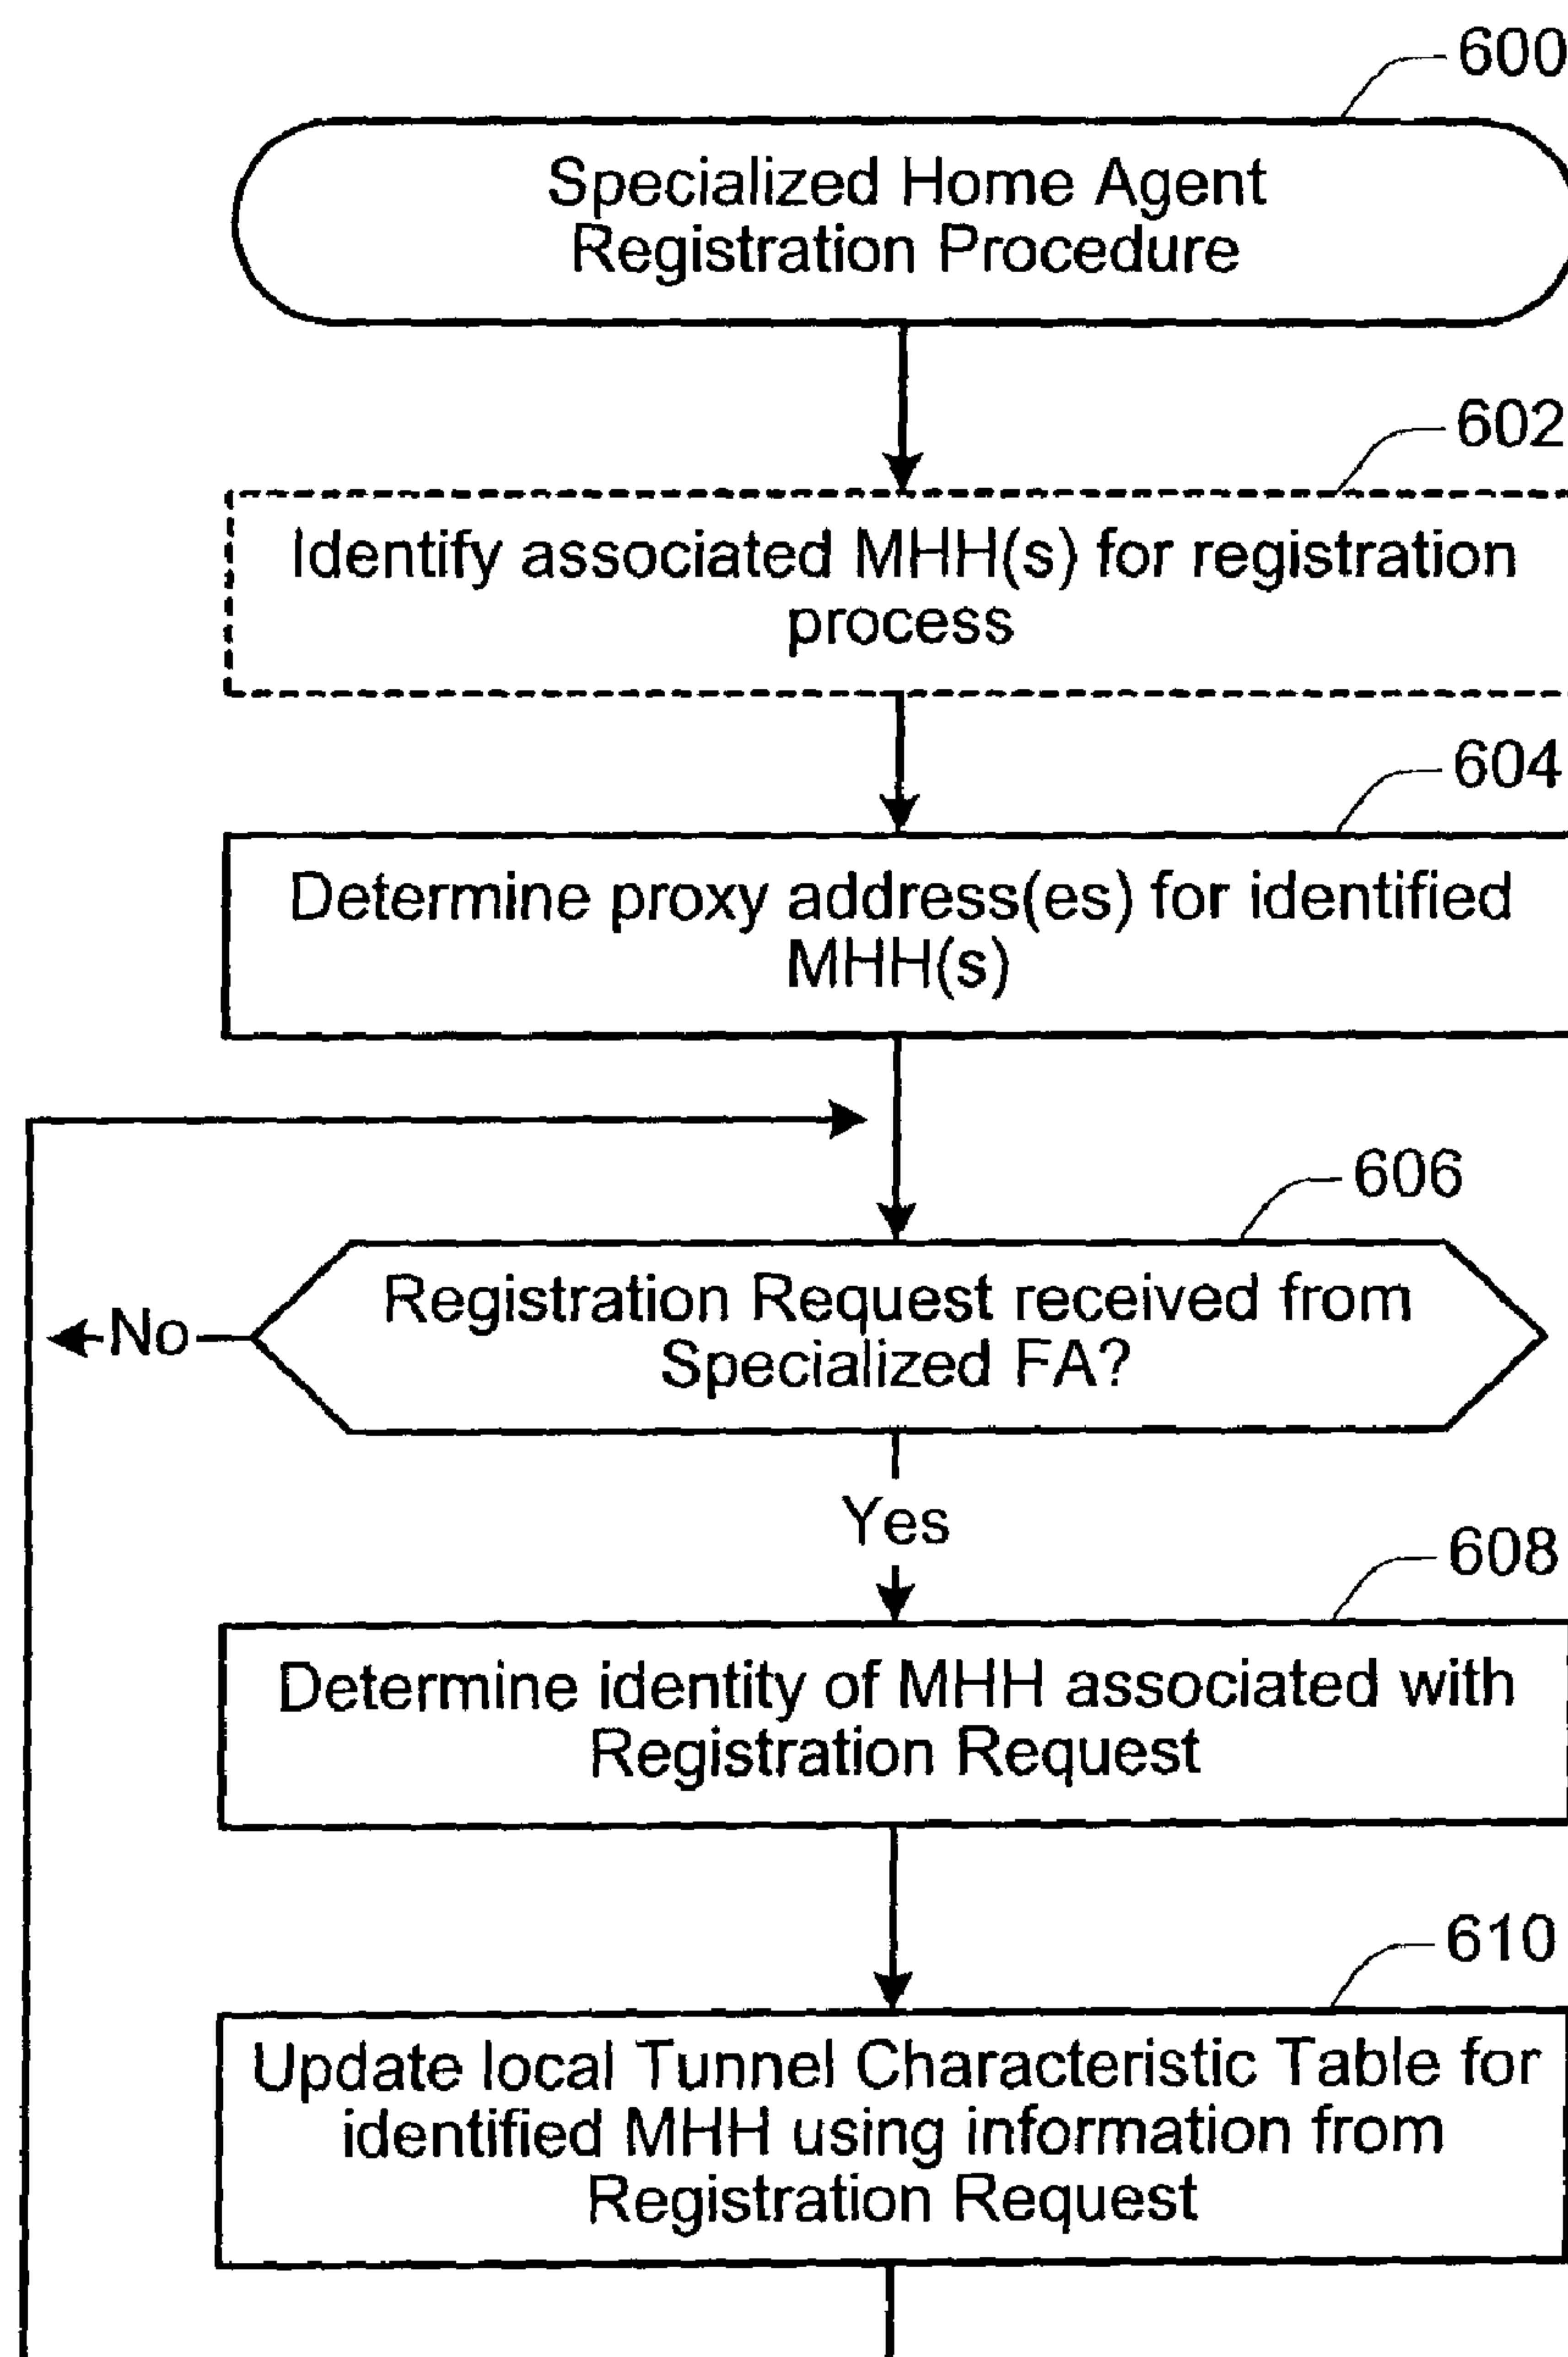 600
Specialized Home Agent
Registration Procedure
602
Identify associated MHH(s) for registration
process
604
Determine proxy address(es) for identified
MHH(s)
606
Registration Request received from
Specialized FA?
No
Yes
608
Determine identity of MHH associated with
Registration Request
610
Update local Tunnel Characteristic Table for
identified MHH using information from
Registration Request